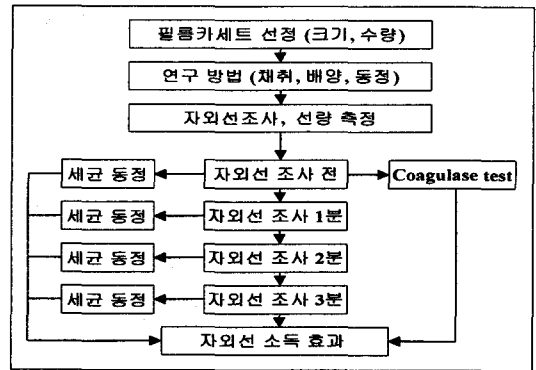 필름카세트 선정 (크기, 수량)
연구 방법 (채취, 배양, 동정)
자외선조사, 선량 측정
세균 동정 자외선 조사 전 Coagulase test
세균 동정 자외선 조사 1분
세균 동정 자외선 조사 2분
세균 동정 자외선 조사 3분
자외선 소독 효과